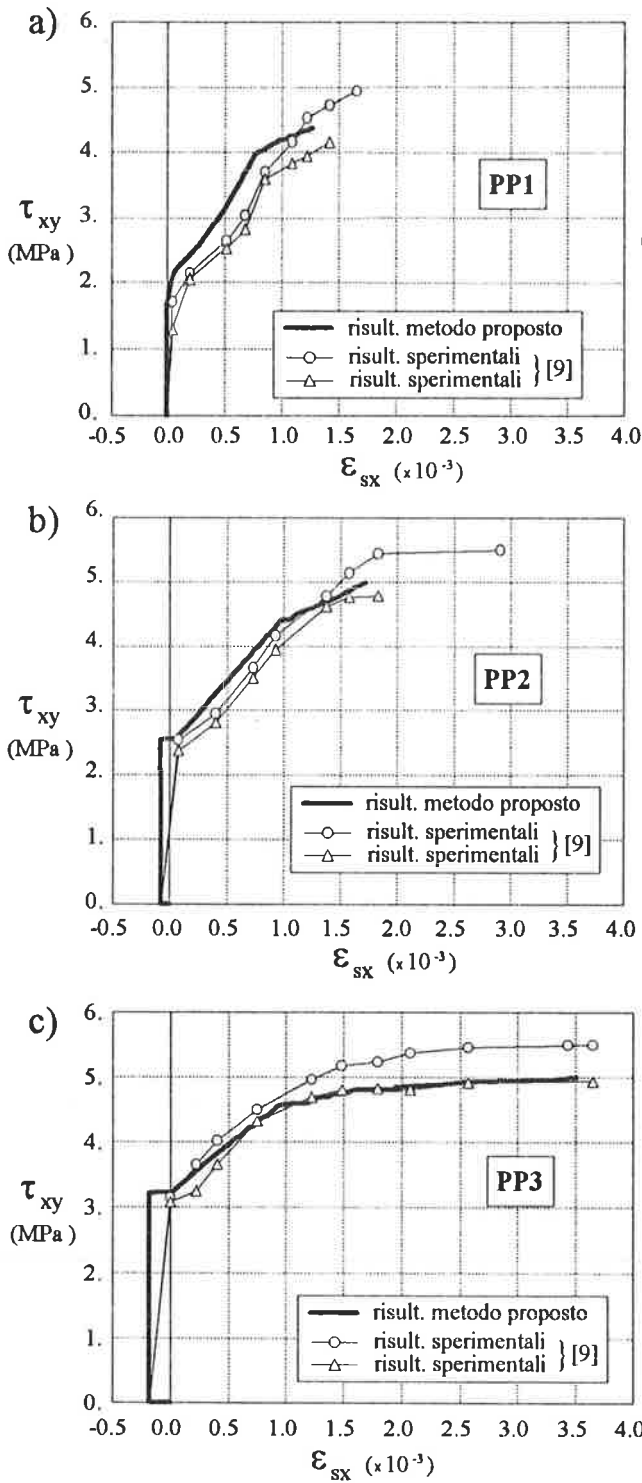 a)
6.
5.
4.
τxy
(MPa)
3.
2.
1.
0.
PP1
risult. metodo proposto
risult. sperimentali
risult. sperimentali
} [9]
-0.5 0.0 0.5 1.0 1.5 2.0 2.5 3.0 3.5 4.0
εsx (×10⁻³)
b)
6.
5.
4.
τxy
(MPa)
3.
2.
1.
0.
PP2
risult. metodo proposto
risult. sperimentali
risult. sperimentali
} [9]
-0.5 0.0 0.5 1.0 1.5 2.0 2.5 3.0 3.5 4.0
εsx (×10⁻³)
c)
6.
5.
4.
τxy
(MPa)
3.
2.
1.
0.
PP3
risult. metodo proposto
risult. sperimentali
risult. sperimentali
} [9]
-0.5 0.0 0.5 1.0 1.5 2.0 2.5 3.0 3.5 4.0
εsx (×10⁻³)